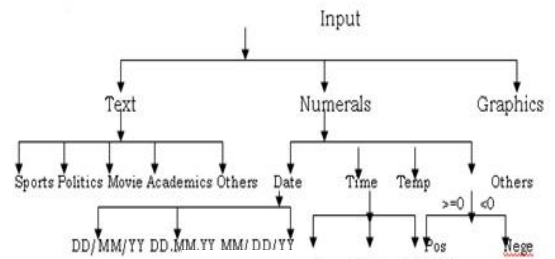 Input
Text Numerals Graphics
Sports Politics Movie Academics Others Date Time Temp Others
>=0 <0
DD/MM/YY DD.MM.YY MM/DD/YY Pos Nege